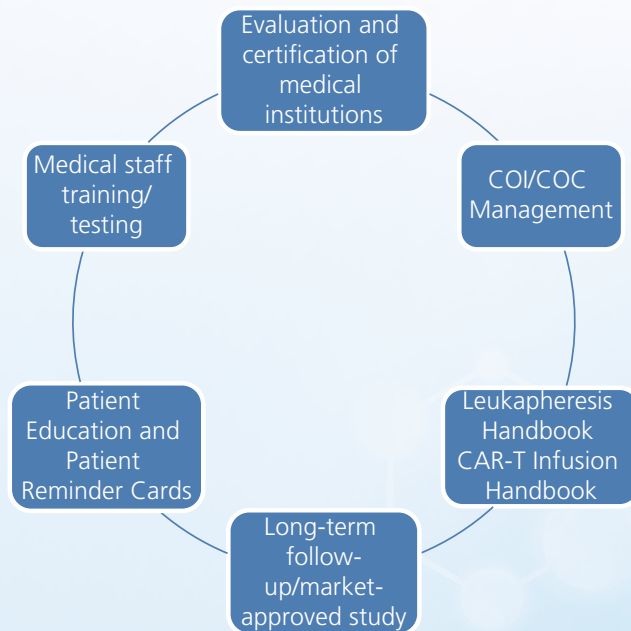 Evaluation and
certification of
medical
institutions
COI/COC
Management
Leukapheresis
Handbook
CAR-T Infusion
Handbook
Long-term
follow-
up/market-
approved study
Patient
Education and
Patient
Reminder Cards
Medical staff
training/
testing